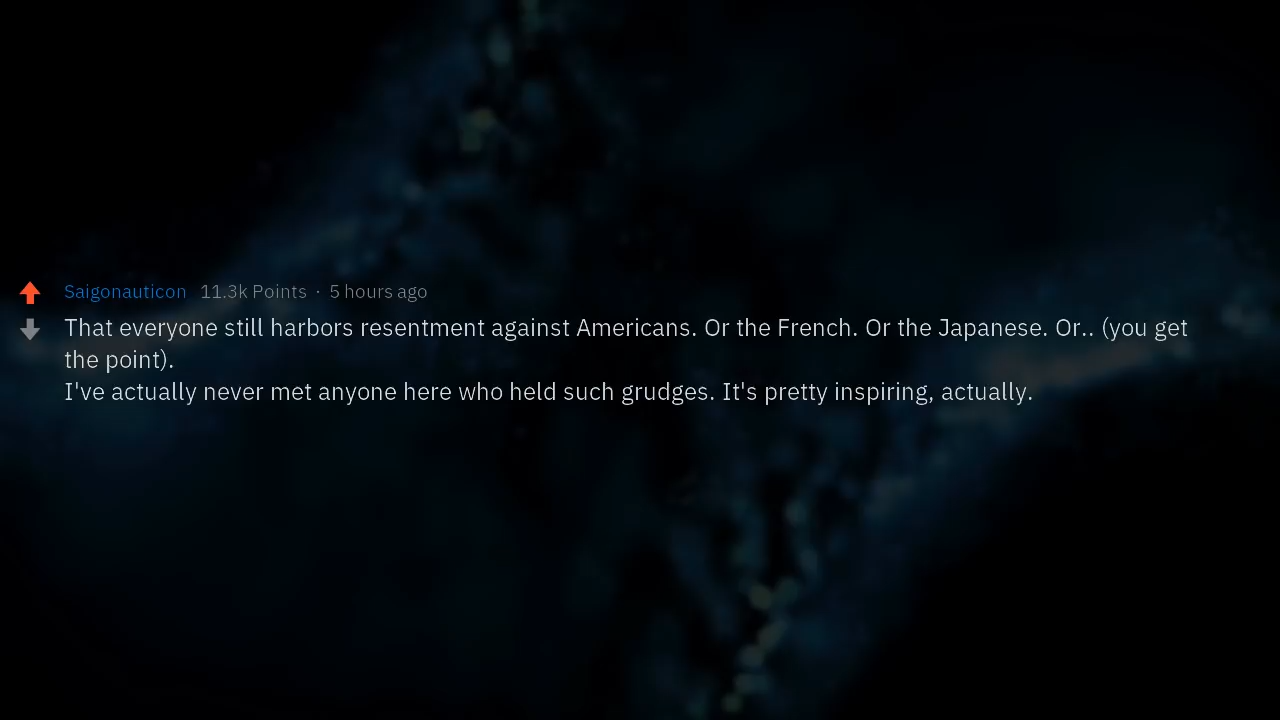 Saigonauticon 11.3k Points · 5 hours ago
That everyone still harbors resentment against Americans. Or the French. Or the Japanese. Or.. (you get
the point).
I've actually never met anyone here who held such grudges. It's pretty inspiring, actually.